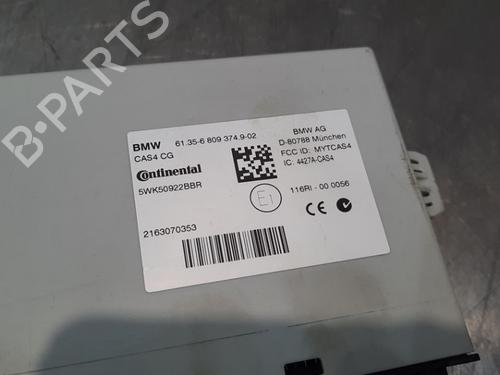 BMW 61.35-6 809 374.9-02
CAS4 CG
Continental
5WK50922BBR
2163070353
BMW AG
D-80788 München
FCC ID: MYTCAS4
IC: 4427A-CAS4
E1
116RI - 00 0056
B-PARTS